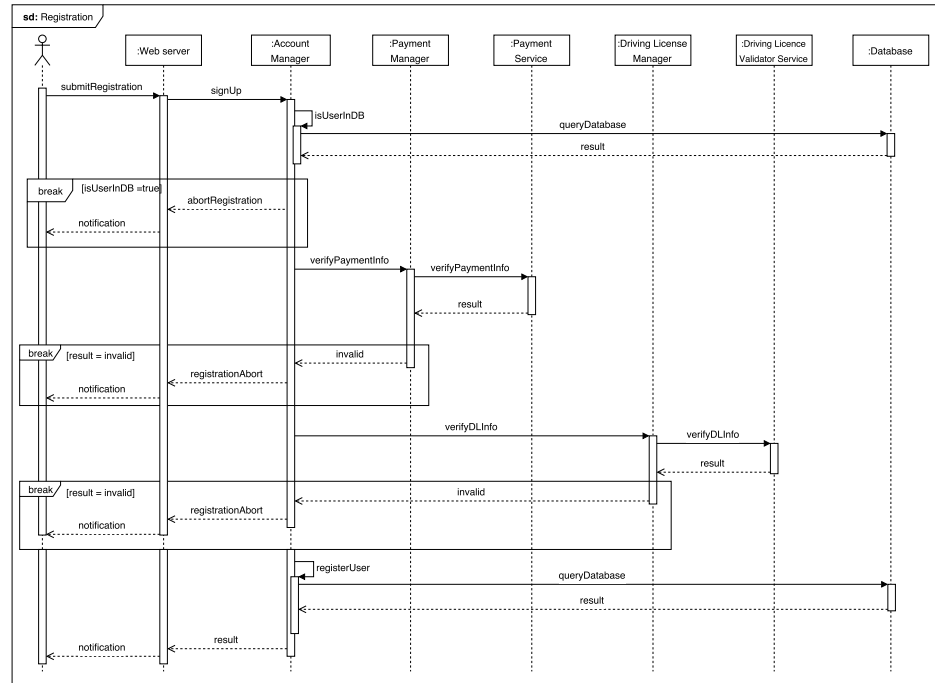 sd: Registration
:Web server
:Account
Manager
:Payment
Manager
:Payment
Service
:Driving License
Manager
:Driving Licence
Validator Service
:Database
submitRegistration
signUp
isUserInDB
queryDatabase
result
break
[isUserInDB =true]
abortRegistration
notification
verifyPaymentInfo
verifyPaymentInfo
result
break
[result = invalid]
invalid
registrationAbort
notification
verifyDLInfo
verifyDLInfo
result
break
[result = invalid]
invalid
registrationAbort
notification
registerUser
queryDatabase
result
result
notification